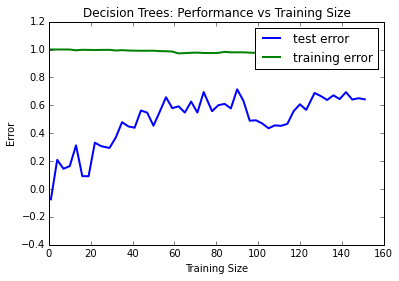 Decision Trees: Performance vs Training Size
1.2
1.0
0.8
0.6
0.4
0.2
0.0
−0.2
−0.4
Error
test error
training error
0 20 40 60 80 100 120 140 160
Training Size